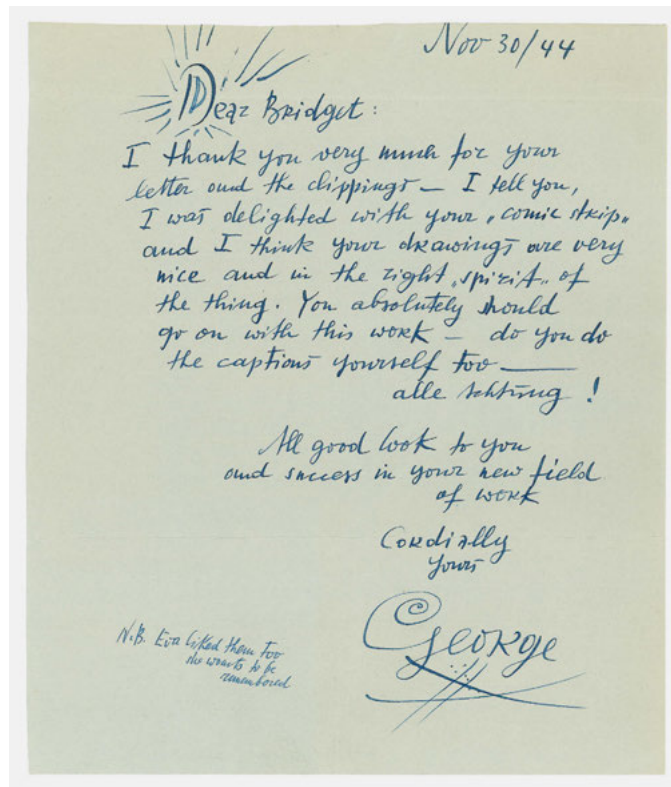 Nov 30/44
Dear Bridget:
I thank you very much for your
letter and the clippings — I tell you,
I was delighted with your „comic strip„
and I think your drawings are very
nice and in the right „spirit„ of
the thing. You absolutely should
go on with this work — do you do
the captions yourself too —
alle Achtung!
All good look to you
and success in your new field
of work
Cordially
Yours
George
N.B. Eva liked them too
she wants to be
remembered